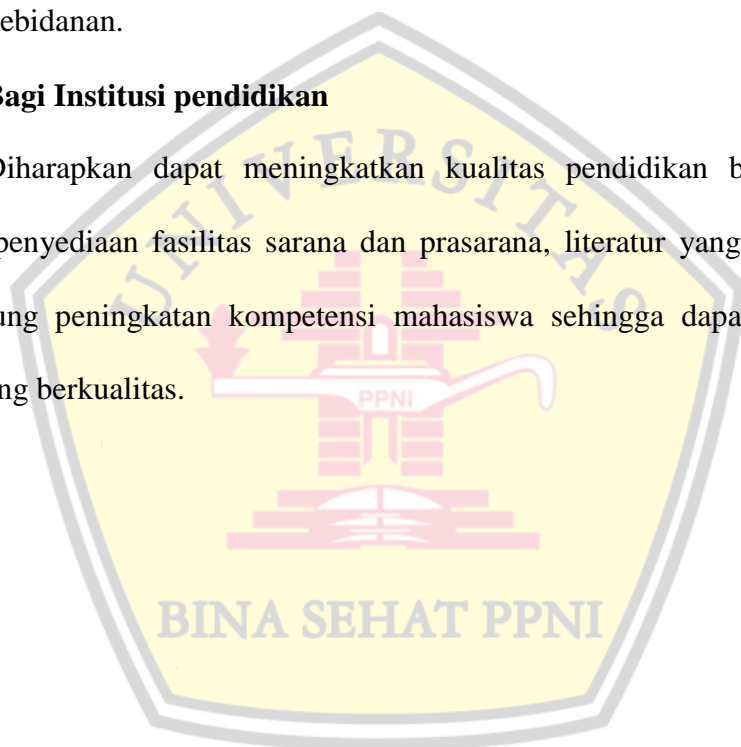 ebidanan.
Bagi Institusi pendidikan
Diharapkan dapat meningkatkan kualitas pendidikan b
penyediaan fasilitas sarana dan prasarana, literatur yang
ung peningkatan kompetensi mahasiswa sehingga dapa
ng berkualitas.
UNIVERSITAS
PPNI
BINA SEHAT PPNI